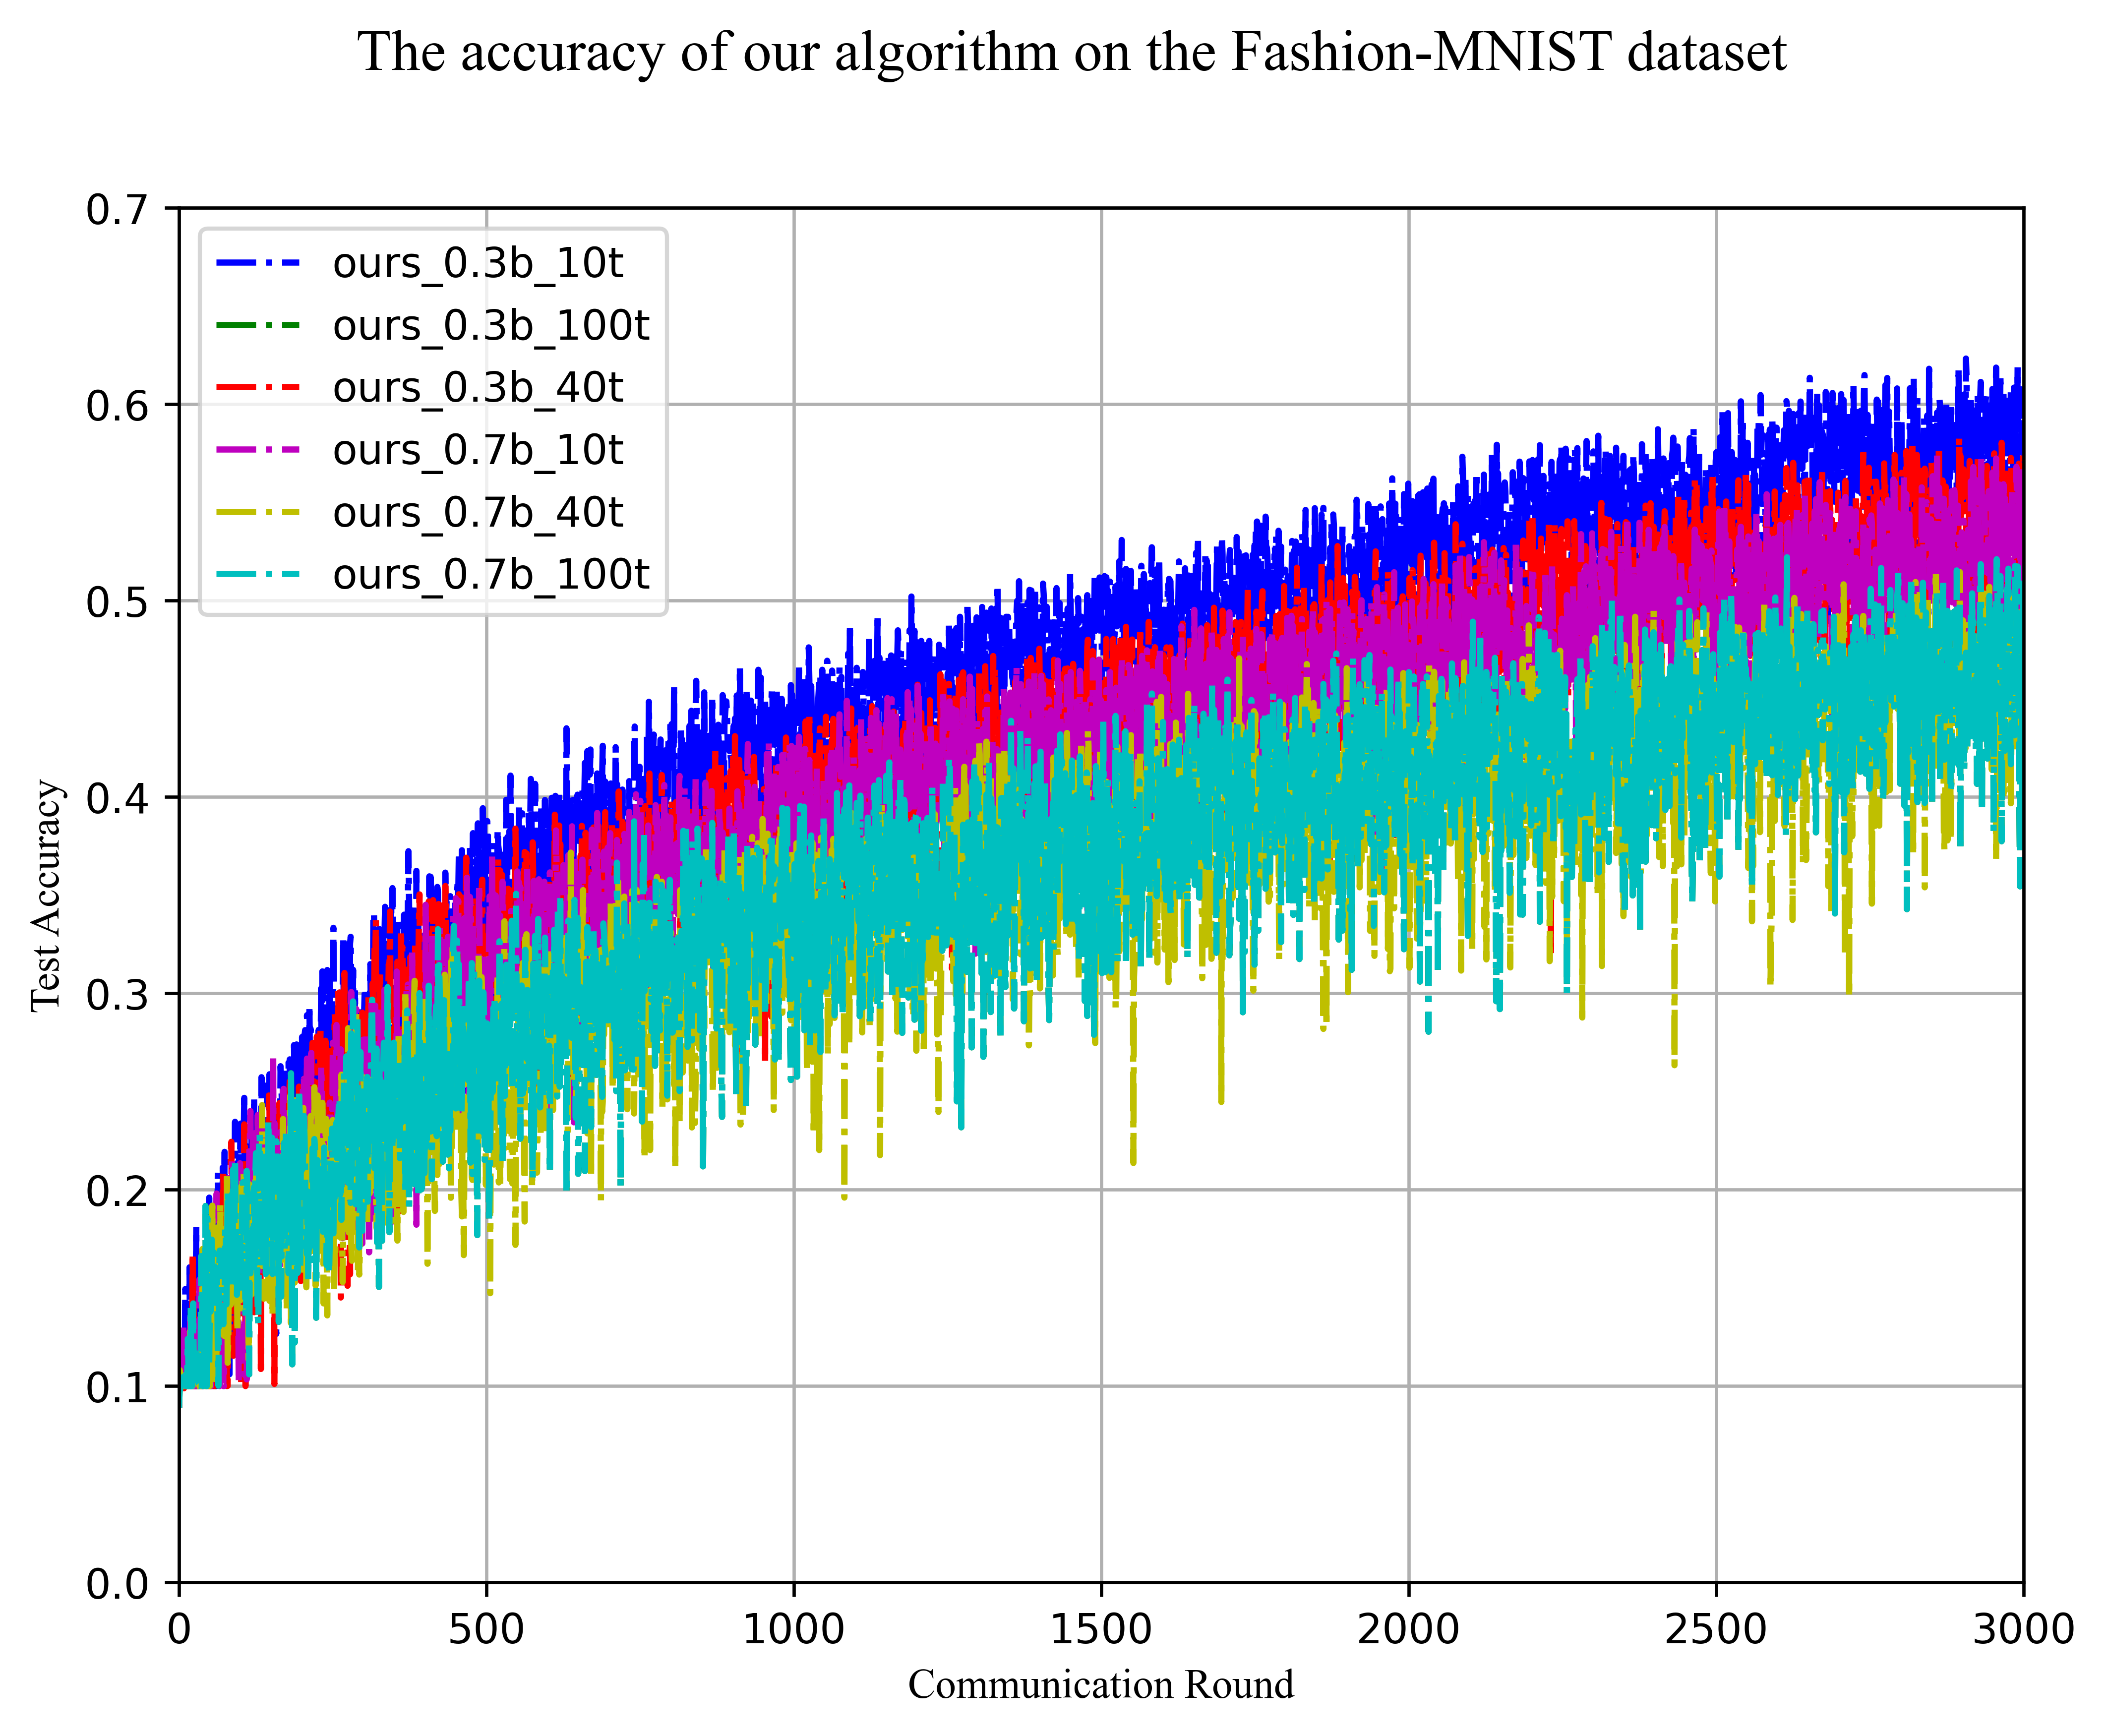 The accuracy of our algorithm on the Fashion-MNIST dataset
0.7
0.6
0.5
0.4
0.3
0.2
0.1
0.0
Test Accuracy
ours_0.3b_10t
ours_0.3b_100t
ours_0.3b_40t
ours_0.7b_10t
ours_0.7b_40t
ours_0.7b_100t
0 500 1000 1500 2000 2500 3000
Communication Round